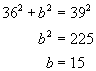 36² + b² = 39²
b² = 225
b = 15